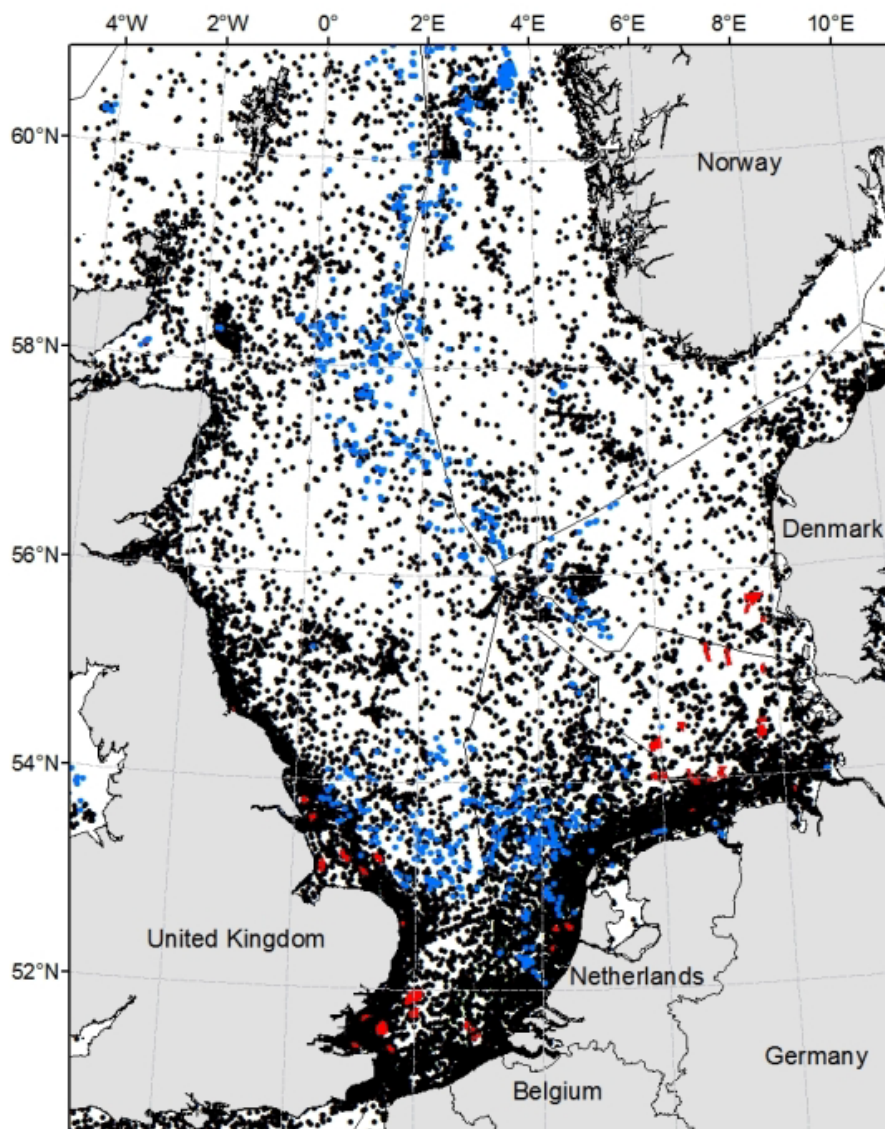 4°W 2°W 0° 2°E 4°E 6°E 8°E 10°E
60°N
Norway
58°N
56°N
Denmark
54°N
United Kingdom
52°N
Netherlands
Germany
Belgium